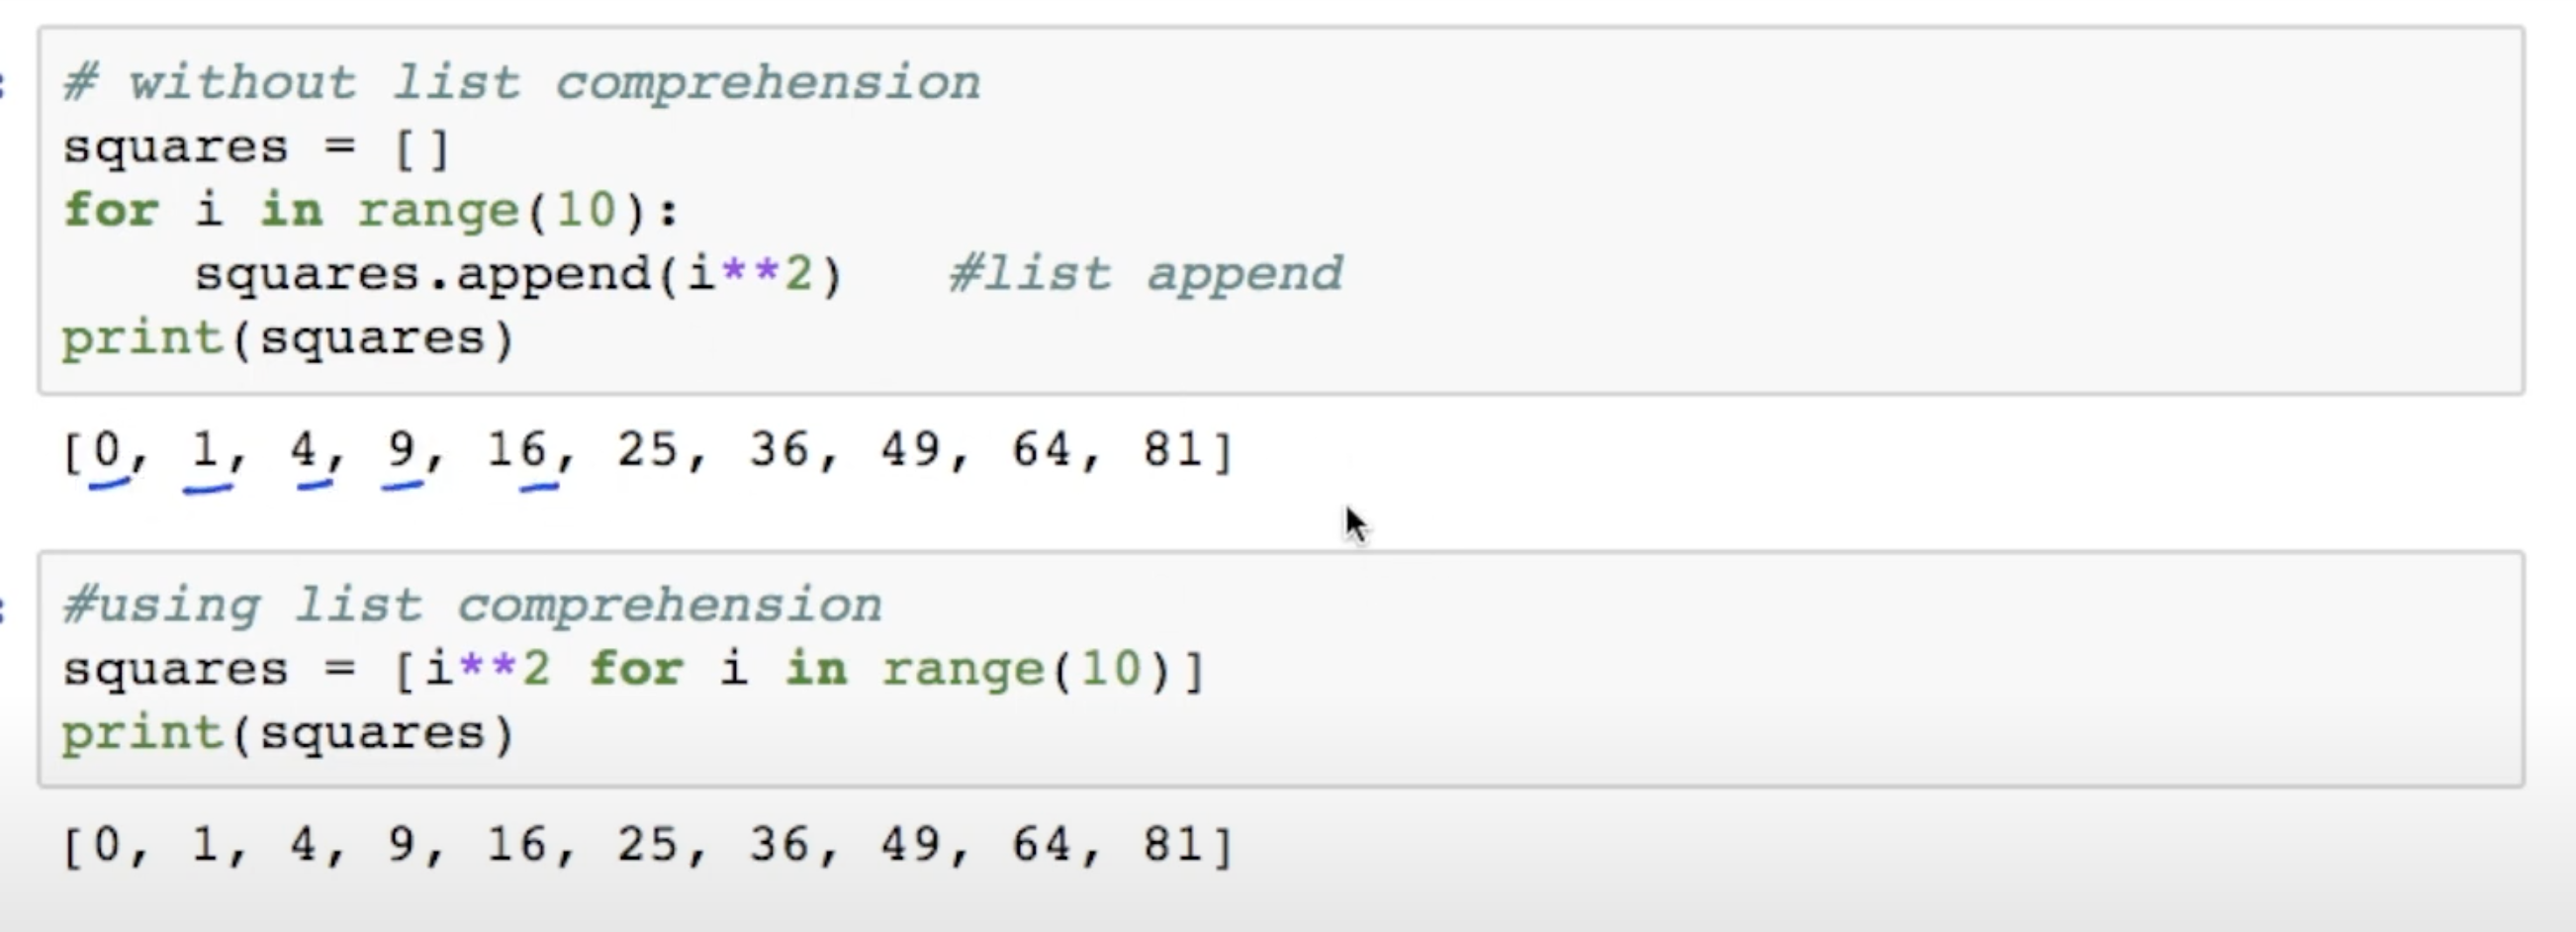 # without list comprehension
squares = []
for i in range(10):
    squares.append(i**2)   #list append
print(squares)
[0, 1, 4, 9, 16, 25, 36, 49, 64, 81]
#using list comprehension
squares = [i**2 for i in range(10)]
print(squares)
[0, 1, 4, 9, 16, 25, 36, 49, 64, 81]